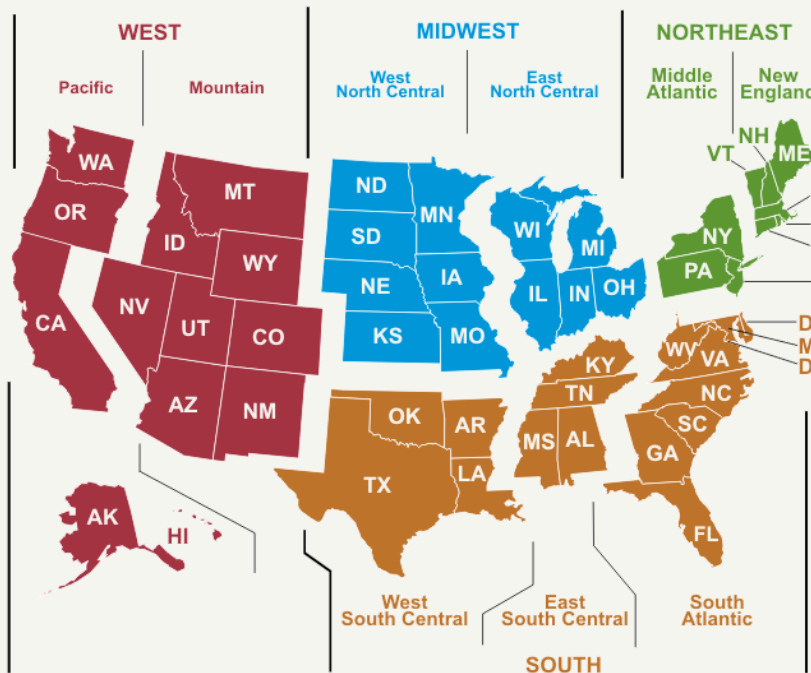 WEST
MIDWEST
NORTHEAST
Pacific
Mountain
West
North Central
East
North Central
Middle
Atlantic
New
England
WA
OR
CA
NV
ID
MT
WY
UT
CO
AZ
NM
AK
HI
ND
SD
NE
KS
MN
IA
MO
WI
IL
MI
IN
OH
VT
NH
ME
NY
PA
OK
TX
AR
LA
KY
TN
MS
AL
WV
VA
NC
SC
GA
FL
D
M
D
West
South Central
East
South Central
South
Atlantic
SOUTH